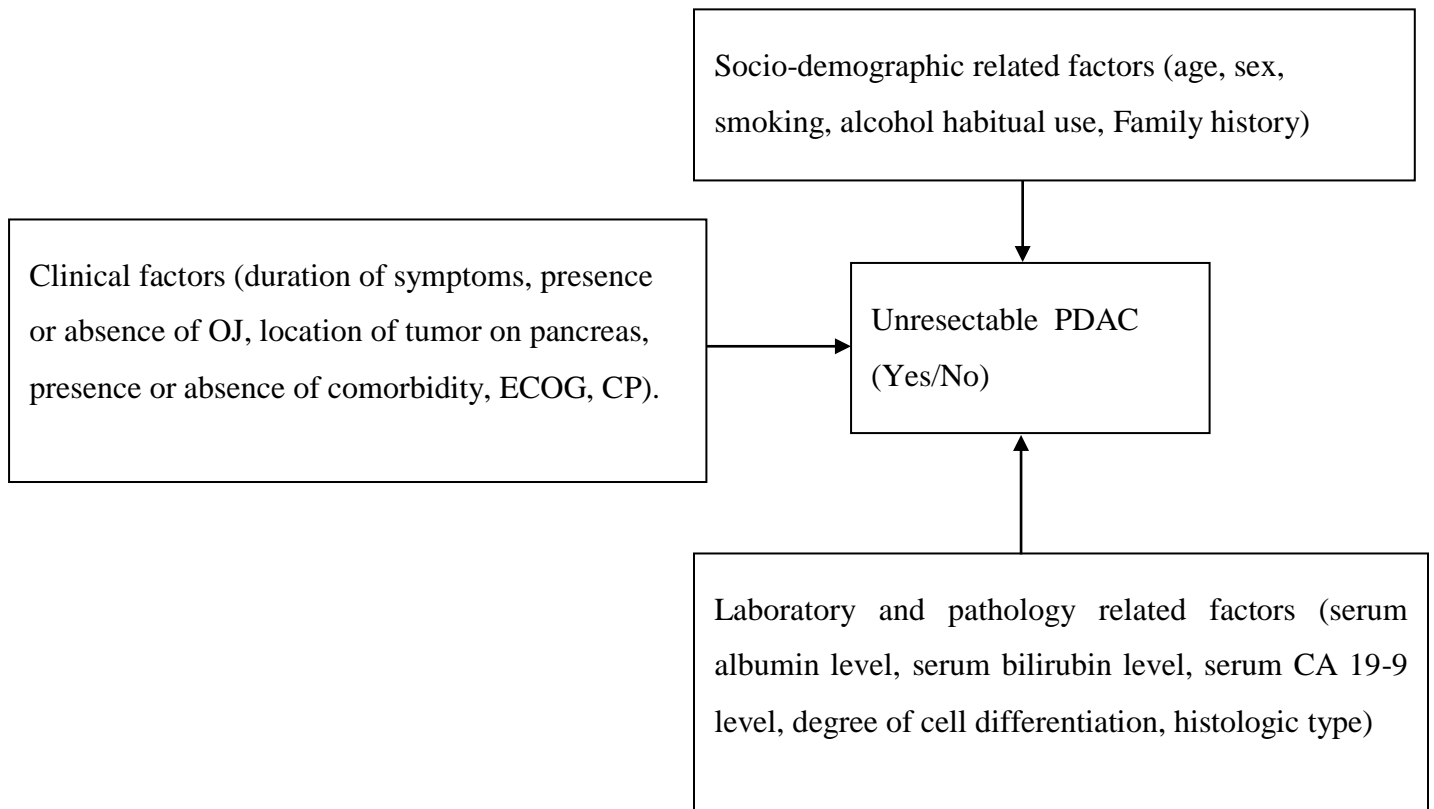 Socio-demographic related factors (age, sex,
smoking, alcohol habitual use, Family history)
Clinical factors (duration of symptoms, presence
or absence of OJ, location of tumor on pancreas,
presence or absence of comorbidity, ECOG, CP).
Unresectable PDAC
(Yes/No)
Laboratory and pathology related factors (serum
albumin level, serum bilirubin level, serum CA 19-9
level, degree of cell differentiation, histologic type)